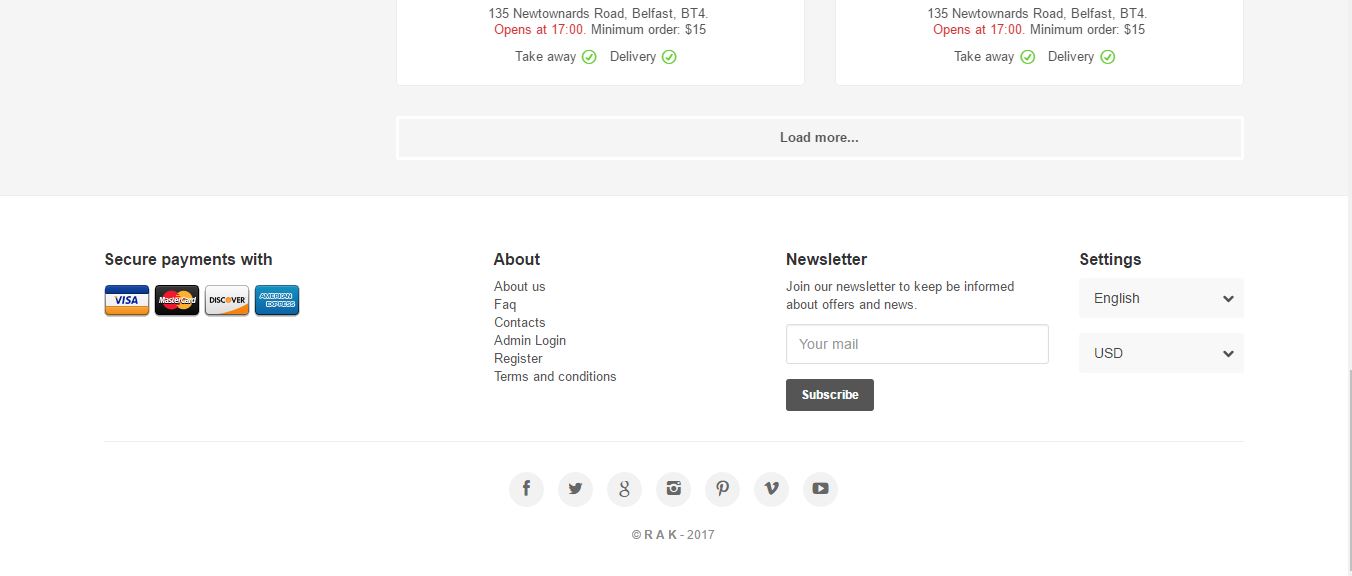 135 Newtownards Road, Belfast, BT4.
Opens at 17:00. Minimum order: $15
Take away Delivery
135 Newtownards Road, Belfast, BT4.
Opens at 17:00. Minimum order: $15
Take away Delivery
Load more...
Secure payments with
VISA MasterCard DISCOVER AMERICAN EXPRESS
About
About us
Faq
Contacts
Admin Login
Register
Terms and conditions
Newsletter
Join our newsletter to keep be informed
about offers and news.
Your mail
Subscribe
Settings
English
USD
© R A K - 2017